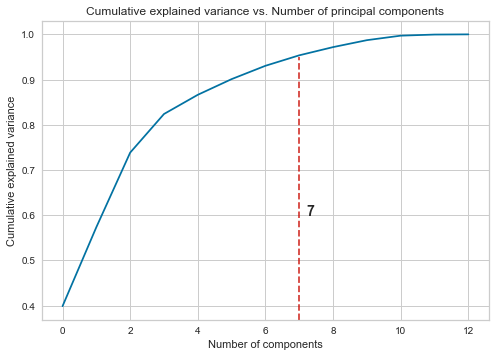 Cumulative explained variance vs. Number of principal components
1.0
0.9
0.8
0.7
0.6
0.5
0.4
Cumulative explained variance
7
0 2 4 6 8 10 12
Number of components